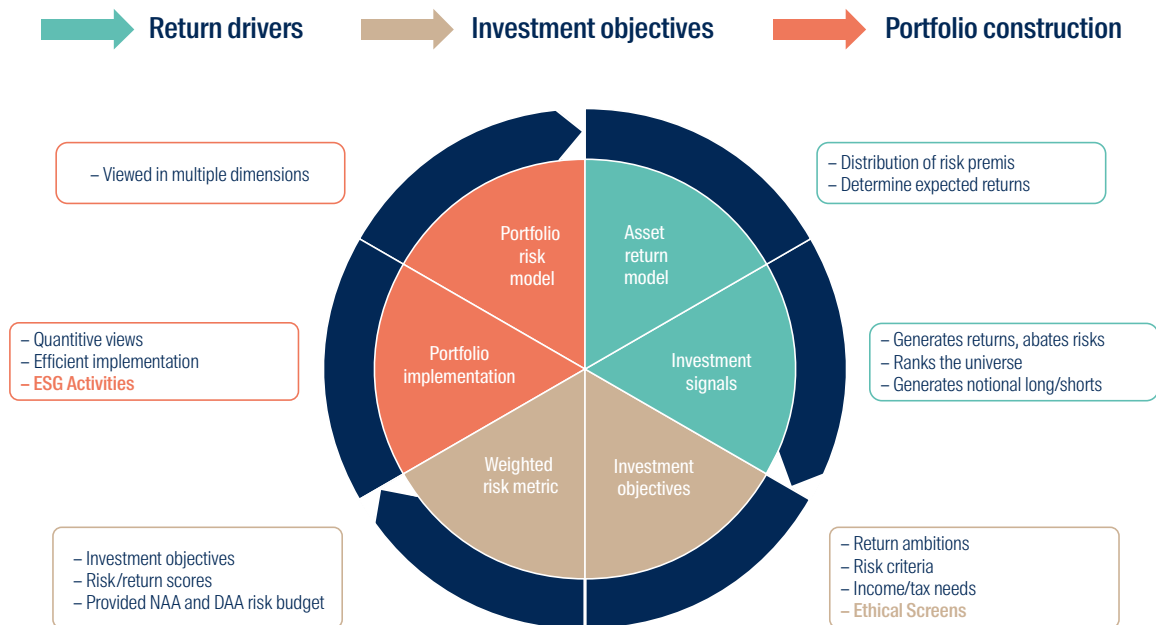 Return drivers
Investment objectives
Portfolio construction
– Viewed in multiple dimensions
– Distribution of risk premis
– Determine expected returns
Portfolio
risk
model
Asset
return
model
– Quantitive views
– Efficient implementation
– ESG Activities
Portfolio
implementation
Investment
signals
– Generates returns, abates risks
– Ranks the universe
– Generates notional long/shorts
Weighted
risk metric
Investment
objectives
– Investment objectives
– Risk/return scores
– Provided NAA and DAA risk budget
– Return ambitions
– Risk criteria
– Income/tax needs
– Ethical Screens